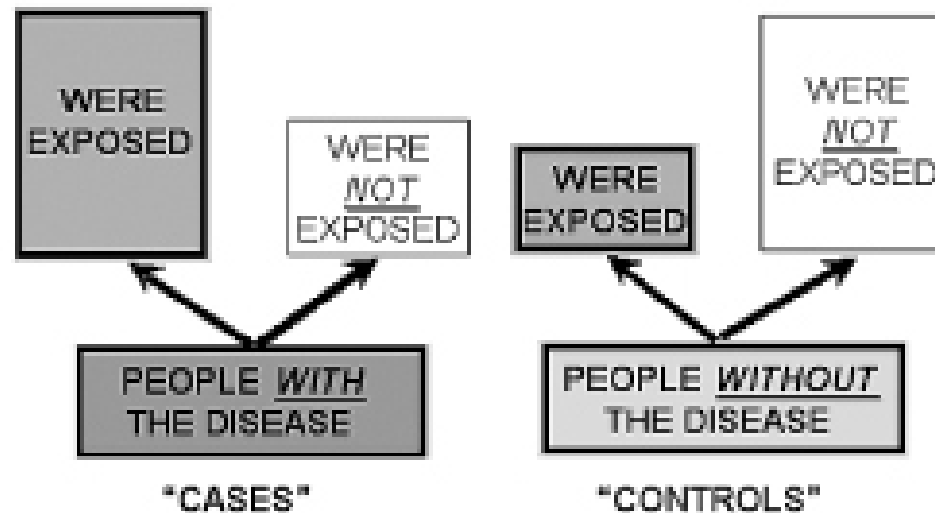 WERE
EXPOSED
WERE
NOT
EXPOSED
WERE
EXPOSED
WERE
NOT
EXPOSED
PEOPLE WITH
THE DISEASE
PEOPLE WITHOUT
THE DISEASE
"CASES"
"CONTROLS"